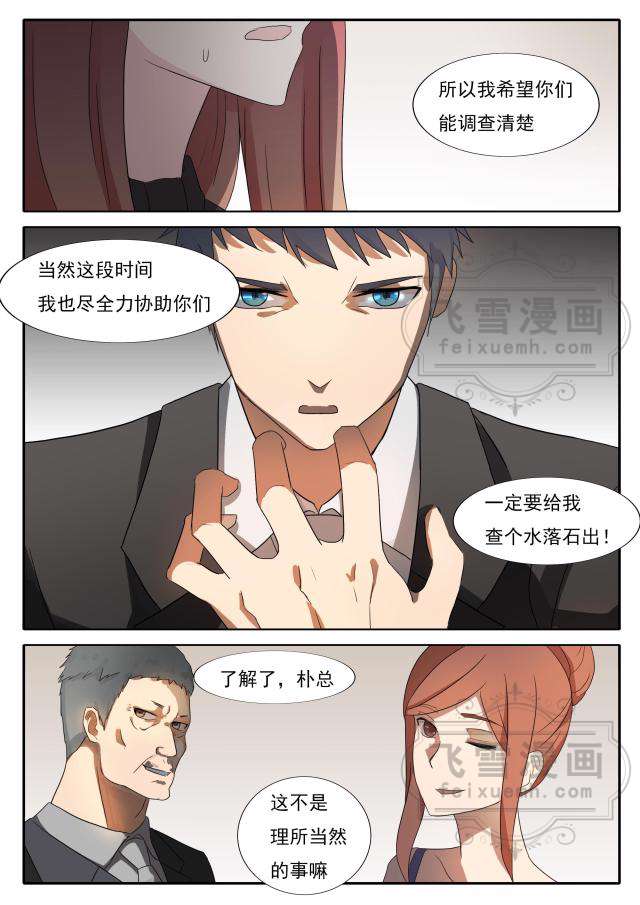 所以我希望你们
能调查清楚
当然这段时间
我也尽全力协助你们
飞雪漫画
feixuemh.com
一定要给我
查个水落石出！
了解了，朴总
飞雪漫画
feixuemh.com
这不是
理所当然
的事嘛